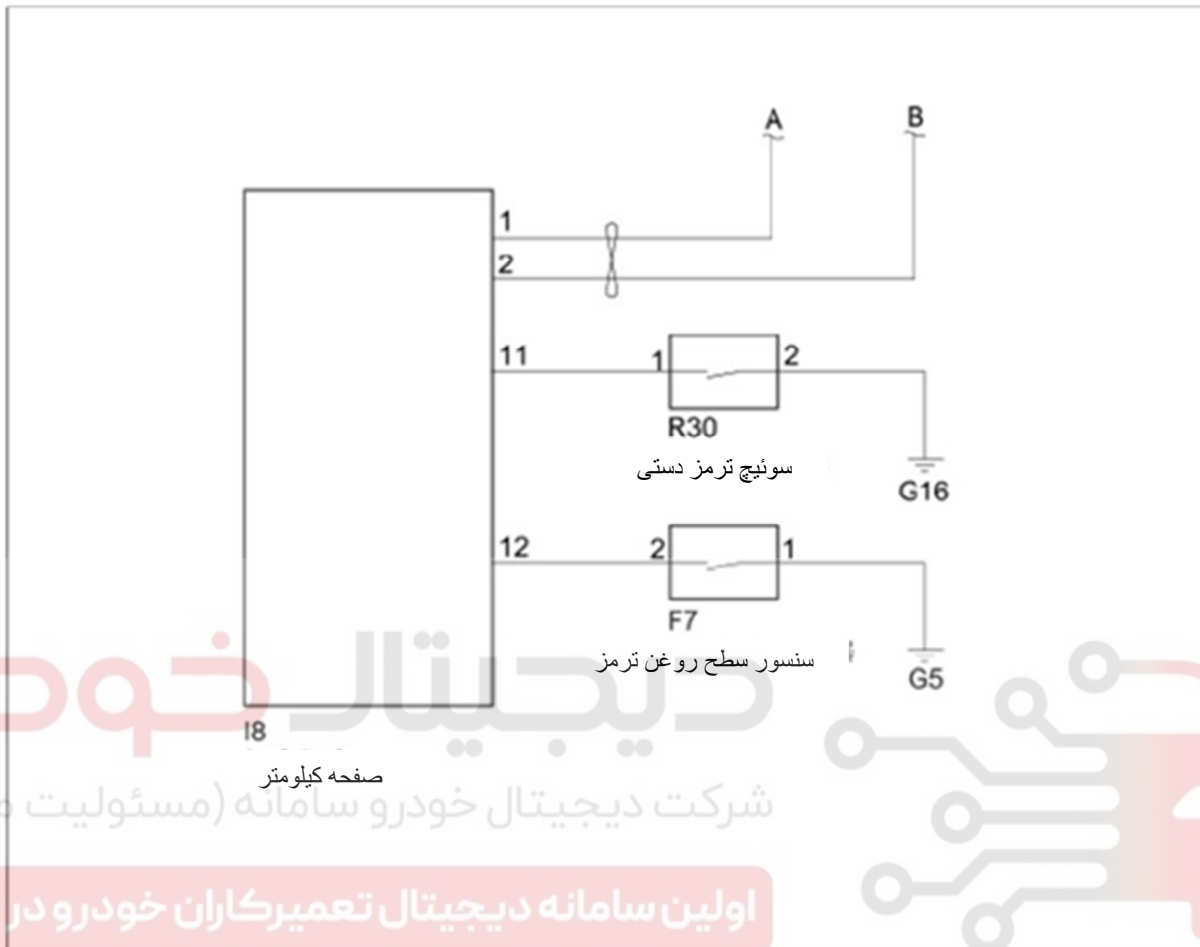 A
B
1
2
11
1
2
R30
سوئیچ ترمز دستی
G16
12
2
1
F7
سنسور سطح روغن ترمز
G5
I8
صفحه کیلومتر
دیجیتال خود
شرکت دیجیتال خودرو سامانه (مسئولیت
اولین سامانه دیجیتال تعمیرکاران خودرو در